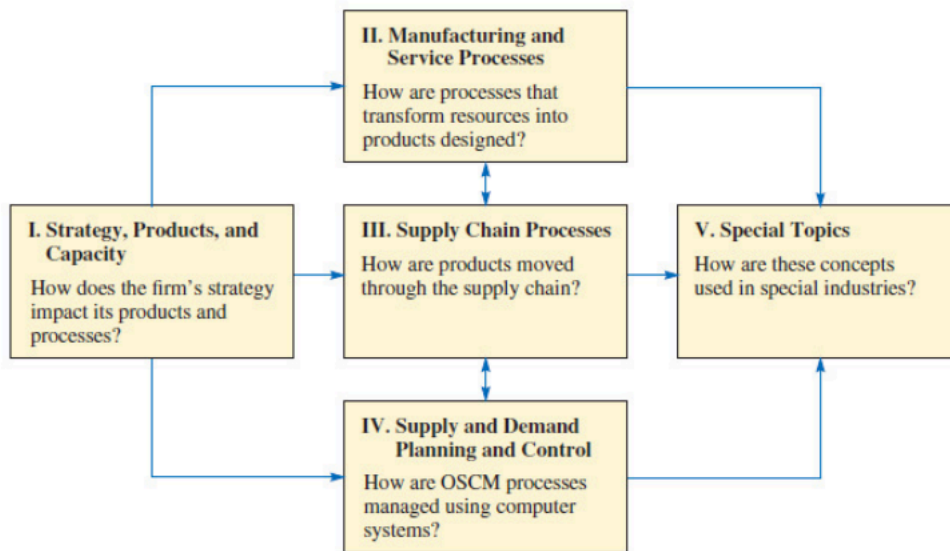 II. Manufacturing and
Service Processes
How are processes that
transform resources into
products designed?
I. Strategy, Products, and
Capacity
How does the firm's strategy
impact its products and
processes?
III. Supply Chain Processes
How are products moved
through the supply chain?
V. Special Topics
How are these concepts
used in special industries?
IV. Supply and Demand
Planning and Control
How are OSCM processes
managed using computer
systems?